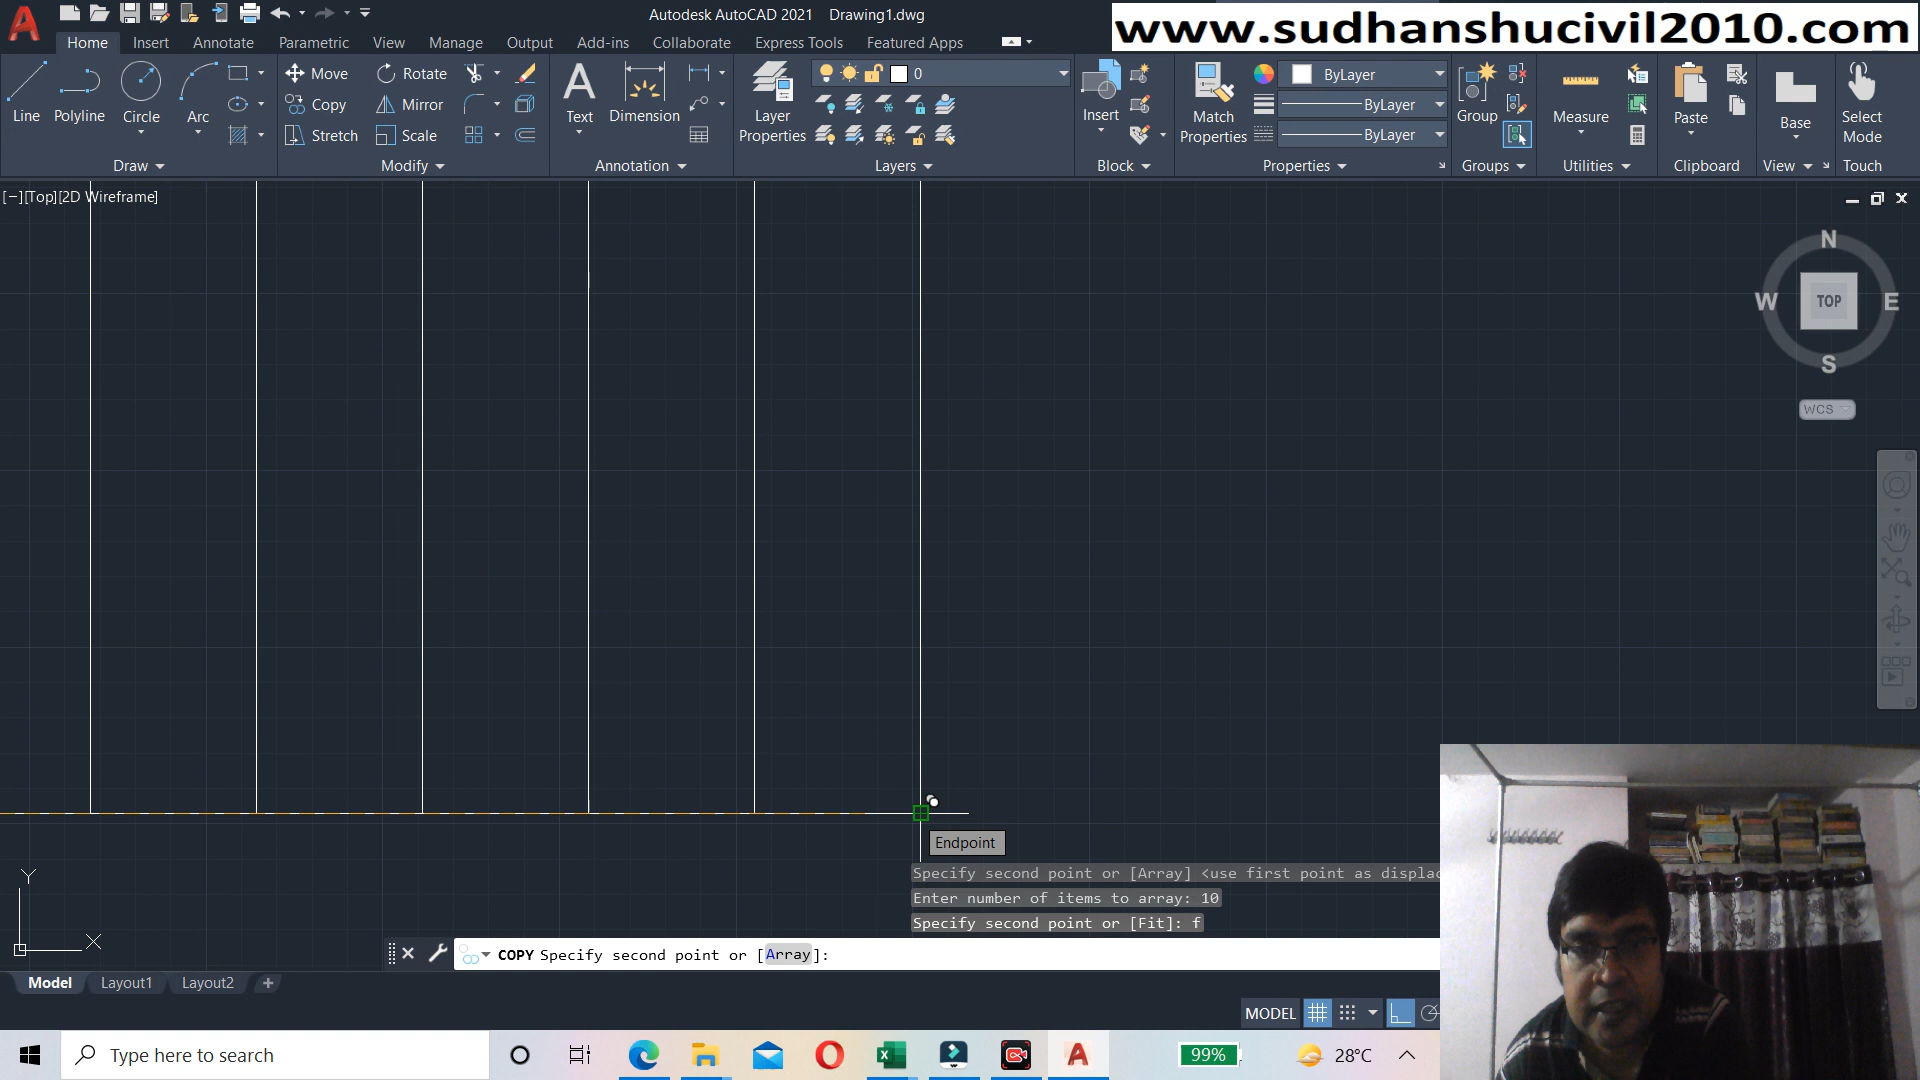 Autodesk AutoCAD 2021 Drawing1.dwg
www.sudhanshucivil2010.com
Home Insert Annotate Parametric View Manage Output Add-ins Collaborate Express Tools Featured Apps
Line Polyline Circle Arc
Move Rotate
Copy Mirror
Stretch Scale
Text Dimension
Layer Properties
0
Insert
Match Properties
ByLayer
ByLayer
ByLayer
Group
Measure
Paste
Base
Select Mode
Draw Modify Annotation Layers Block Properties Groups Utilities Clipboard View Touch
[−][Top][2D Wireframe]
N
W TOP E
S
WCS
Endpoint
Y
X
Specify second point or [Array] <use first point as displac
Enter number of items to array: 10
Specify second point or [Fit]: f
COPY Specify second point or [Array]:
Model Layout1 Layout2 +
MODEL
Type here to search
99%
28°C